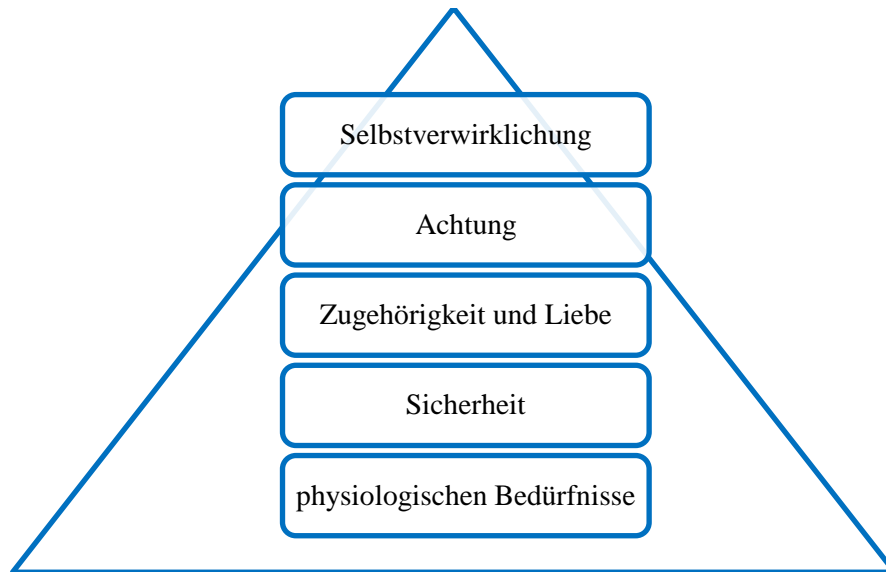 Selbstverwirklichung
Achtung
Zugehörigkeit und Liebe
Sicherheit
physiologischen Bedürfnisse